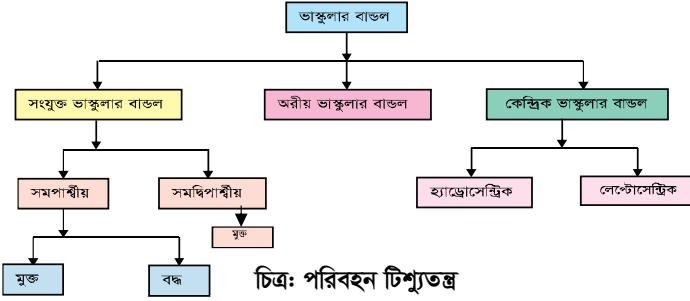 ভাস্কুলার বান্ডল
সংযুক্ত ভাস্কুলার বান্ডল
অরীয় ভাস্কুলার বান্ডল
কেন্দ্রিক ভাস্কুলার বান্ডল
সমপার্শ্বীয়
সমদ্বিপার্শ্বীয়
হ্যাড্রোসেন্ট্রিক
লেপ্টোসেন্ট্রিক
মুক্ত
মুক্ত
বদ্ধ
চিত্র: পরিবহন টিশ্যুতন্ত্র